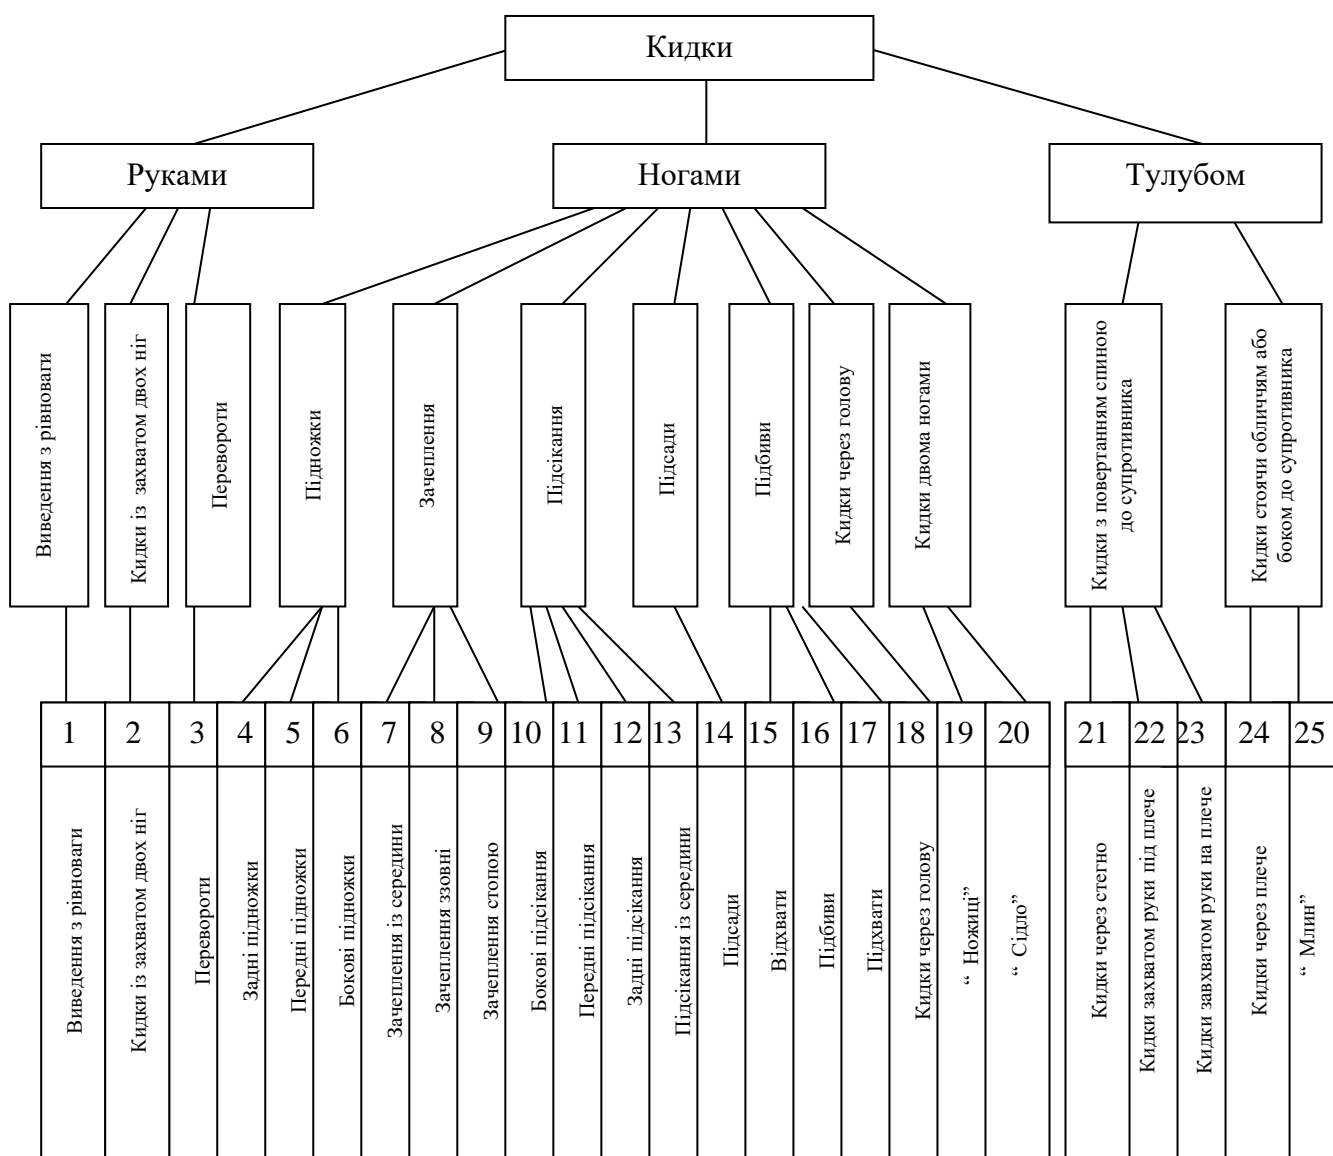 Кидки
Руками
Ногами
Тулубом
Виведення з рівноваги
Кидки із захватом двох ніг
Перевороти
Підножки
Зачеплення
Підсікання
Підсади
Підбиви
Кидки через голову
Кидки двома ногами
Кидки з повертанням спиною
до супротивника
Кидки стоячи обличчям або
боком до супротивника
1 2 3 4 5 6 7 8 9 10 11 12 13 14 15 16 17 18 19 20 21 22 23 24 25
Виведення з рівноваги
Кидки із захватом двох ніг
Перевороти
Задні підножки
Передні підножки
Бокові підножки
Зачеплення із середини
Зачеплення ззовні
Зачеплення стопою
Бокові підсікання
Передні підсікання
Задні підсікання
Підсікання із середини
Підсади
Відхвати
Підбиви
Підхвати
Кидки через голову
“ Ножиці”
“ Сідло”
Кидки через стегно
Кидки захватом руки під плече
Кидки завхватом руки на плече
Кидки через плече
“ Млин”